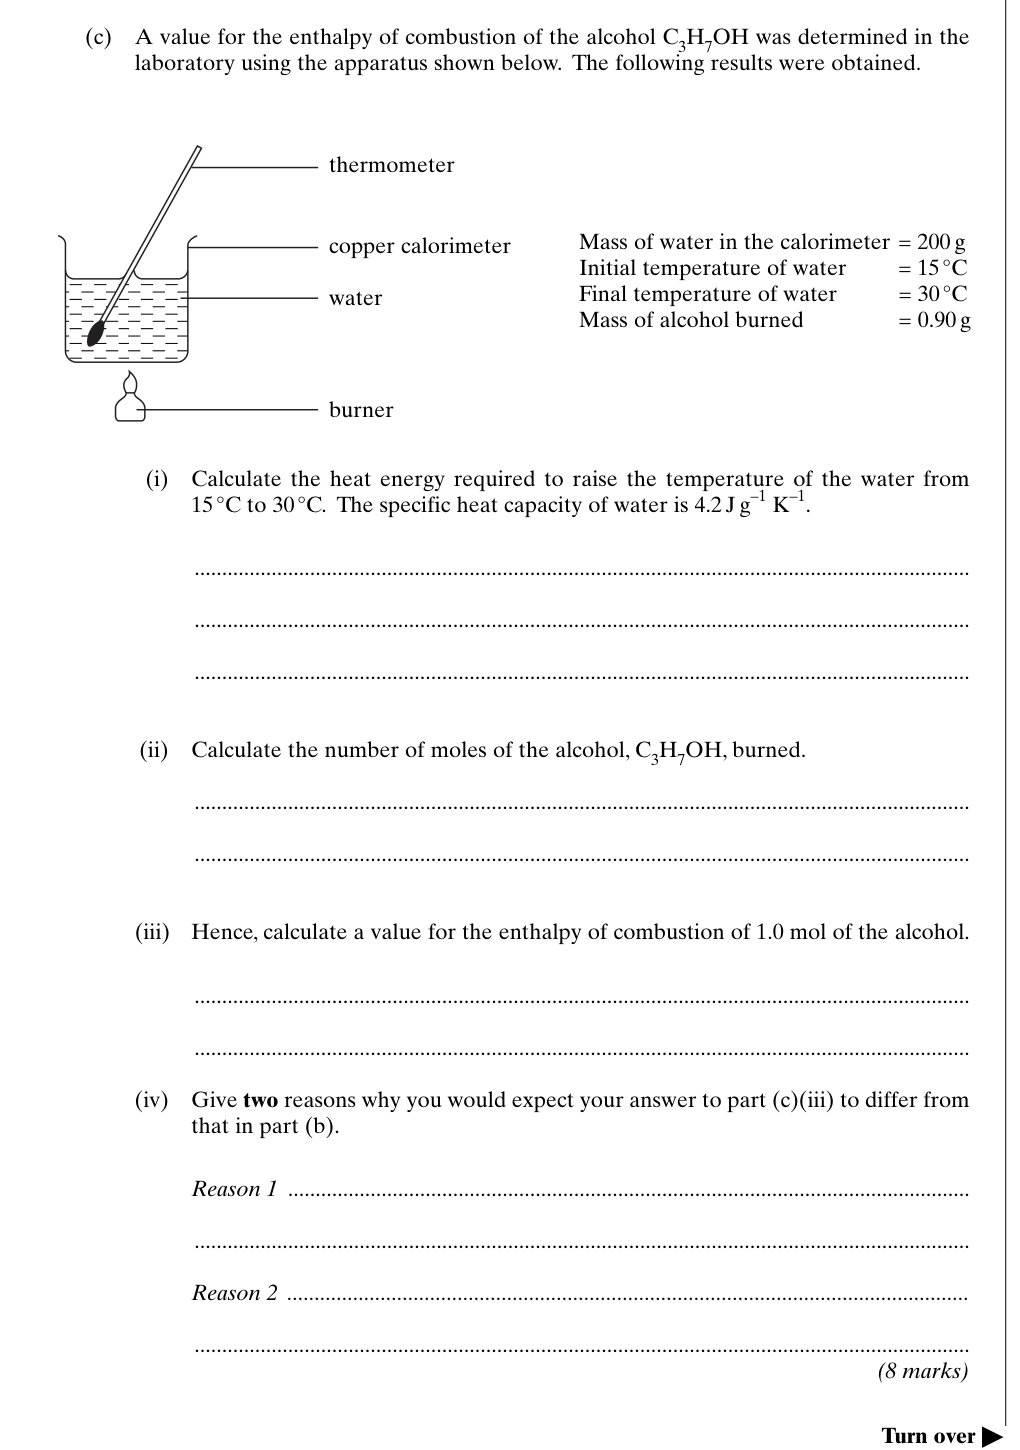 (c) A value for the enthalpy of combustion of the alcohol C₃H₇OH was determined in the
laboratory using the apparatus shown below. The following results were obtained.
thermometer
copper calorimeter
water
burner
Mass of water in the calorimeter = 200 g
Initial temperature of water = 15 °C
Final temperature of water = 30 °C
Mass of alcohol burned = 0.90 g
(i) Calculate the heat energy required to raise the temperature of the water from
15 °C to 30 °C. The specific heat capacity of water is 4.2 J g⁻¹ K⁻¹.
(ii) Calculate the number of moles of the alcohol, C₃H₇OH, burned.
(iii) Hence, calculate a value for the enthalpy of combustion of 1.0 mol of the alcohol.
(iv) Give two reasons why you would expect your answer to part (c)(iii) to differ from
that in part (b).
Reason 1
Reason 2
(8 marks)
Turn over